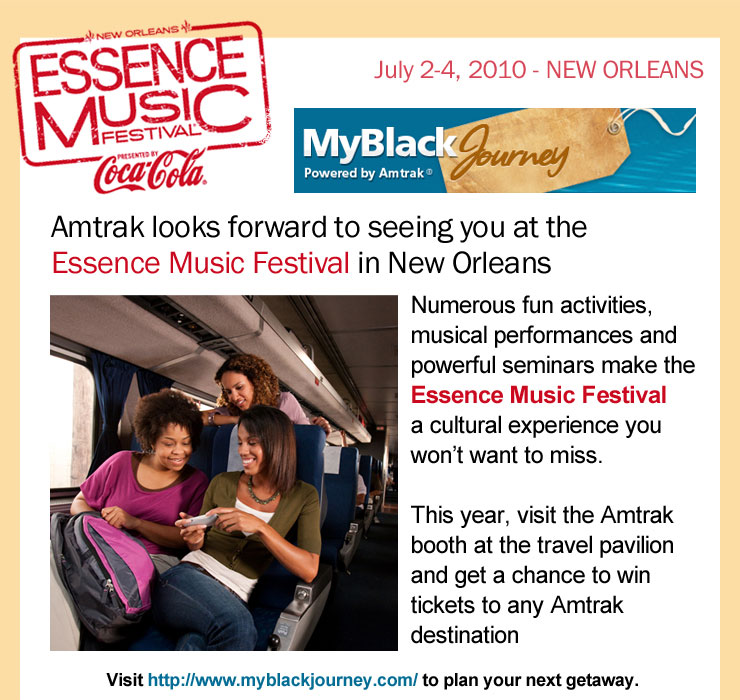 NEW ORLEANS
ESSENCE
MUSIC
FESTIVAL™
PRESENTED BY
Coca-Cola®
July 2-4, 2010 - NEW ORLEANS
MyBlack Journey
Powered by Amtrak®
Amtrak looks forward to seeing you at the
Essence Music Festival in New Orleans
Numerous fun activities,
musical performances and
powerful seminars make the
Essence Music Festival
a cultural experience you
won't want to miss.
This year, visit the Amtrak
booth at the travel pavilion
and get a chance to win
tickets to any Amtrak
destination
Visit http://www.myblackjourney.com/ to plan your next getaway.